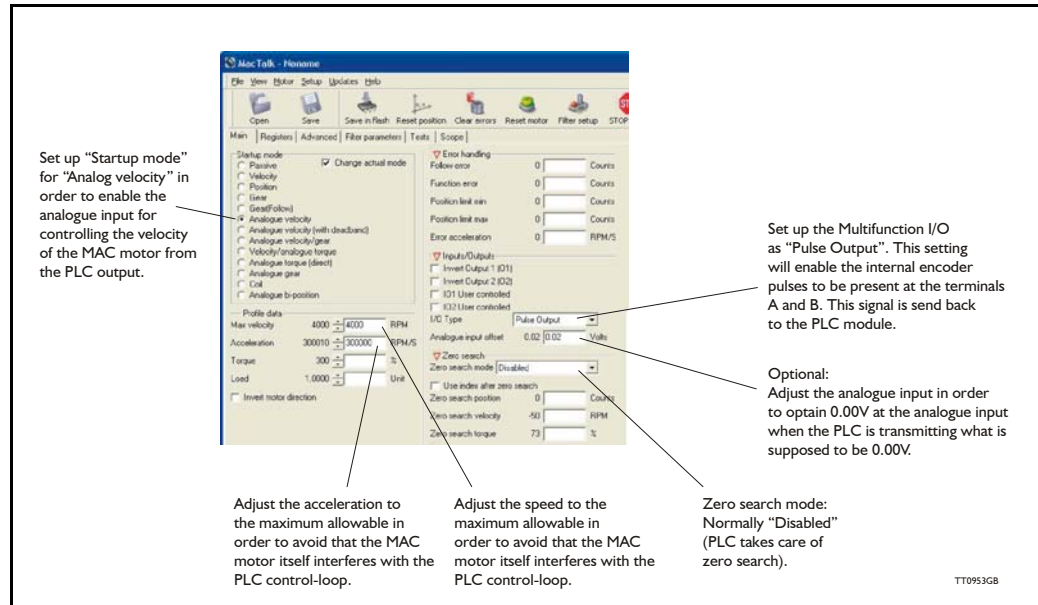 MacTalk - Noname
File View Motor Setup Updates Help
Open Save Save in flash Reset position Clear errors Reset motor Filter setup STOP
Main Registers Advanced Filter parameters Tests Scope
Startup mode
Change actual mode
Passive
Velocity
Position
Gear
Gear(Follow)
Analogue velocity
Analogue velocity (with deadband)
Analogue velocity/gear
Velocity/analogue torque
Analogue torque (direct)
Analogue gear
Coil
Analogue bi-position
Profile data
Max velocity 4000 4000 RPM
Acceleration 300010 300000 RPM/S
Torque 300 %
Load 1.0000 Unit
Invert motor direction
Error handling
Follow error 0 Counts
Function error 0 Counts
Position limit min 0 Counts
Position limit max 0 Counts
Error acceleration 0 RPM/S
Inputs/Outputs
Invert Output 1 (O1)
Invert Output 2 (O2)
IO1 User controlled
IO2 User controlled
I/O Type Pulse Output
Analogue input offset 0.02 0.02 Volts
Zero search
Zero search mode Disabled
Use index after zero search
Zero search position 0 Counts
Zero search velocity -50 RPM
Zero search torque 73 %
Set up “Startup mode”
for “Analog velocity” in
order to enable the
analogue input for
controlling the velocity
of the MAC motor from
the PLC output.
Set up the Multifunction I/O
as “Pulse Output”. This setting
will enable the internal encoder
pulses to be present at the terminals
A and B. This signal is send back
to the PLC module.
Optional:
Adjust the analogue input in order
to optain 0.00V at the analogue input
when the PLC is transmitting what is
supposed to be 0.00V.
Adjust the acceleration to
the maximum allowable in
order to avoid that the MAC
motor itself interferes with the
PLC control-loop.
Adjust the speed to the
maximum allowable in
order to avoid that the MAC
motor itself interferes with the
PLC control-loop.
Zero search mode:
Normally “Disabled”
(PLC takes care of
zero search).
TT0953GB